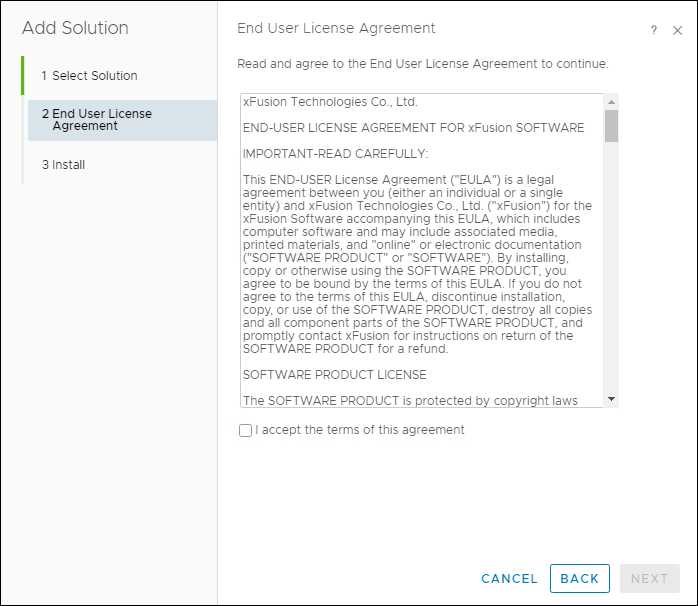 Add Solution
1 Select Solution
2 End User License
Agreement
3 Install
End User License Agreement
?
Read and agree to the End User License Agreement to continue.
xFusion Technologies Co., Ltd.
END-USER LICENSE AGREEMENT FOR xFusion SOFTWARE
IMPORTANT-READ CAREFULLY:
This END-USER License Agreement ("EULA") is a legal
agreement between you (either an individual or a single
entity) and xFusion Technologies Co., Ltd. ("xFusion") for the
xFusion Software accompanying this EULA, which includes
computer software and may include associated media,
printed materials, and "online" or electronic documentation
("SOFTWARE PRODUCT" or "SOFTWARE"). By installing,
copy or otherwise using the SOFTWARE PRODUCT, you
agree to be bound by the terms of this EULA. If you do not
agree to the terms of this EULA, discontinue installation,
copy, or use of the SOFTWARE PRODUCT, destroy all copies
and all component parts of the SOFTWARE PRODUCT, and
promptly contact xFusion for instructions on return of the
SOFTWARE PRODUCT for a refund.
SOFTWARE PRODUCT LICENSE
The SOFTWARE PRODUCT is protected by copyright laws
I accept the terms of this agreement
CANCEL
BACK
NEXT